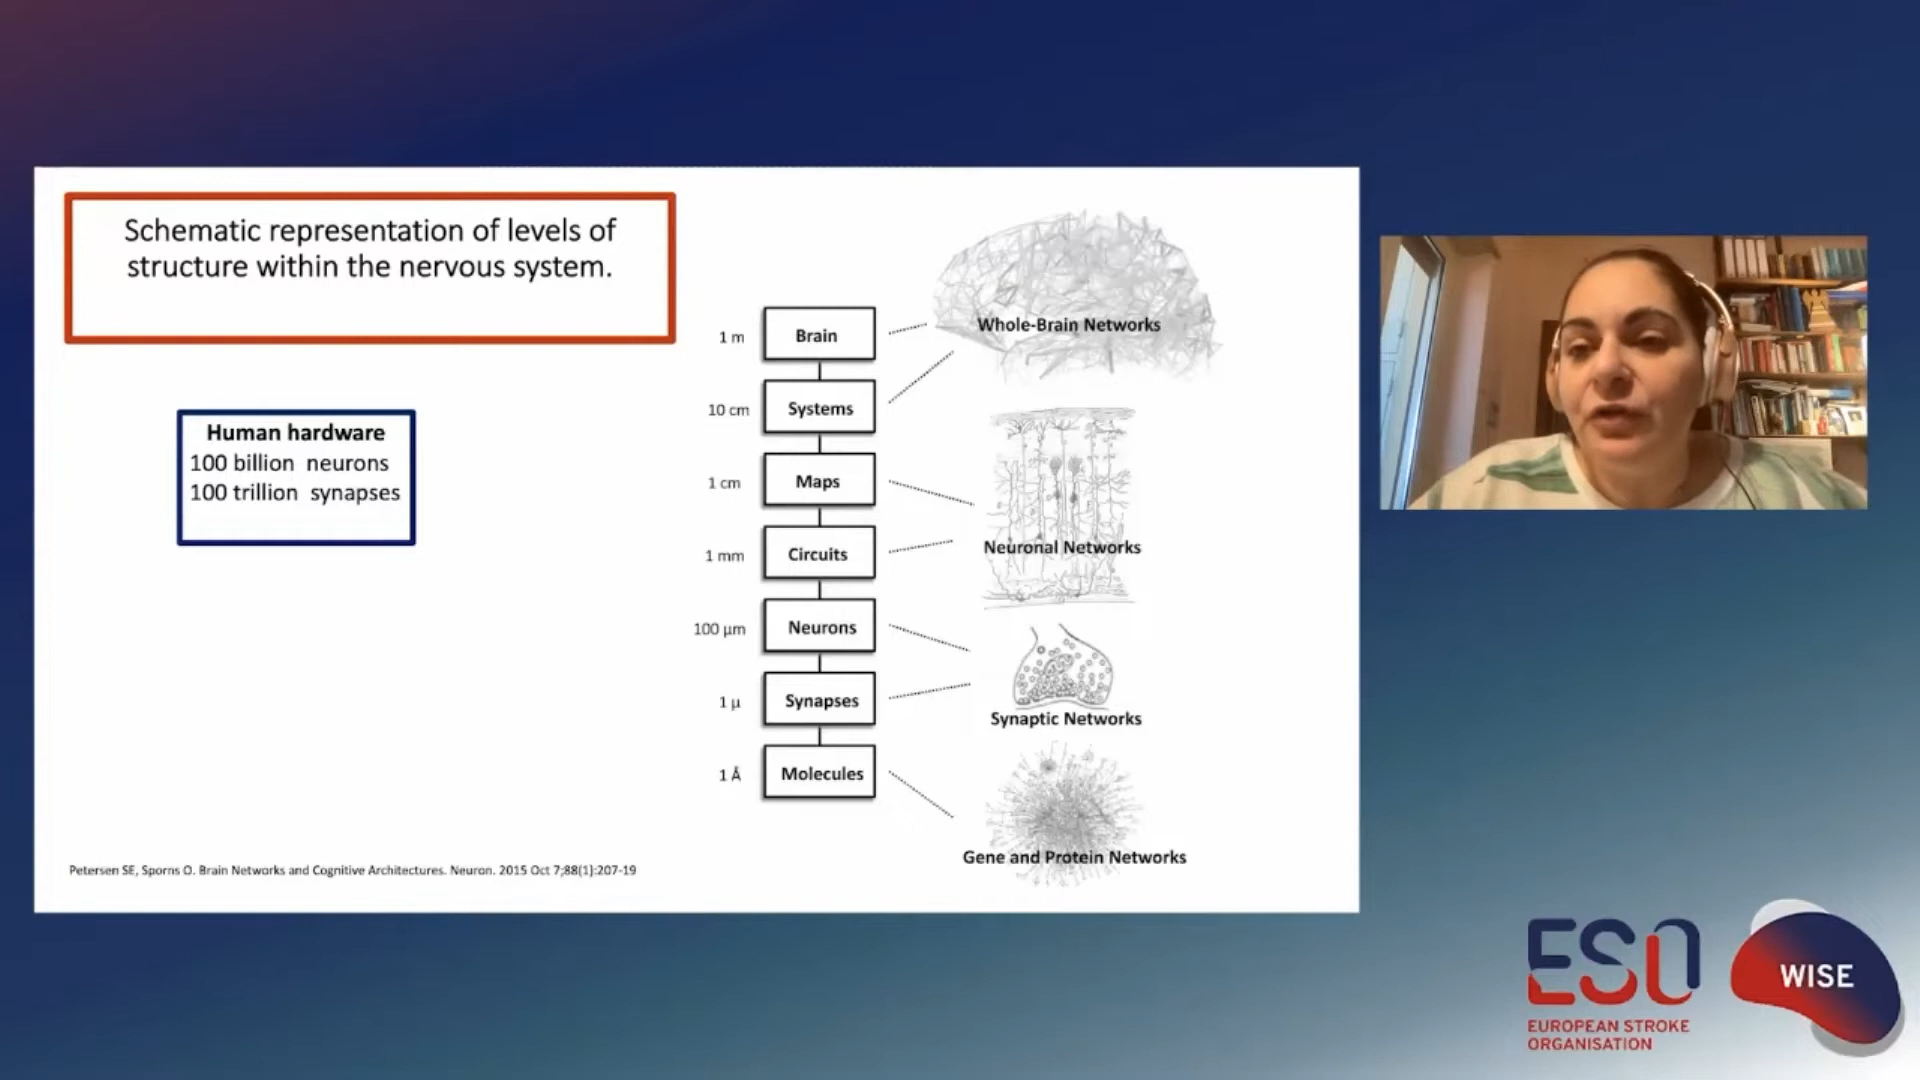 Schematic representation of levels of
structure within the nervous system.
Human hardware
100 billion neurons
100 trillion synapses
1 m
Brain
10 cm
Systems
1 cm
Maps
1 mm
Circuits
100 µm
Neurons
1 µ
Synapses
1 Å
Molecules
Whole-Brain Networks
Neuronal Networks
Synaptic Networks
Gene and Protein Networks
Petersen SE, Sporns O. Brain Networks and Cognitive Architectures. Neuron. 2015 Oct 7;88(1):207-19
ESO
EUROPEAN STROKE
ORGANISATION
WISE